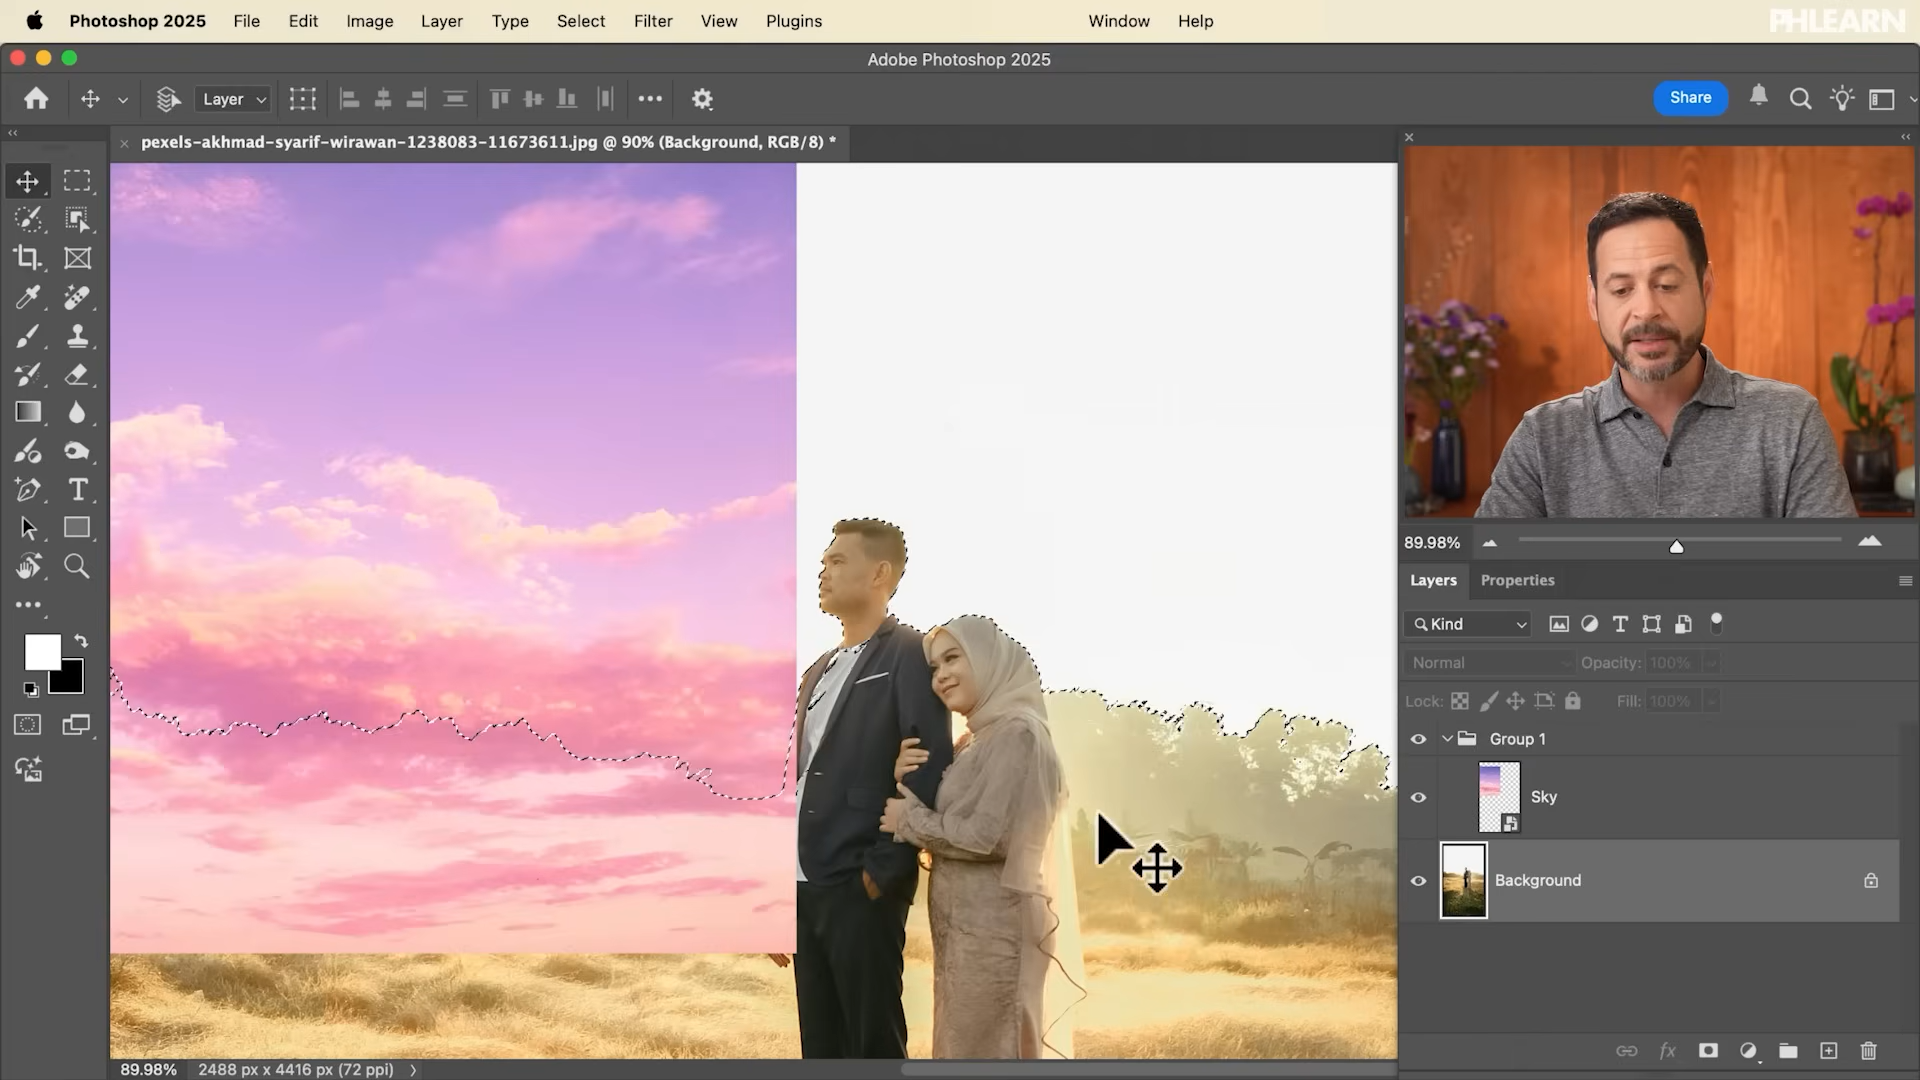 Photoshop 2025 File Edit Image Layer Type Select Filter View Plugins Window Help
PHLEARN
Adobe Photoshop 2025
Layer
Share
pexels-akhmad-syarif-wirawan-1238083-11673611.jpg @ 90% (Background, RGB/8) *
89.98%
Layers Properties
Kind
Normal Opacity: 100%
Lock: Fill: 100%
Group 1
Sky
Background
fx
89.98% 2488 px x 4416 px (72 ppi)